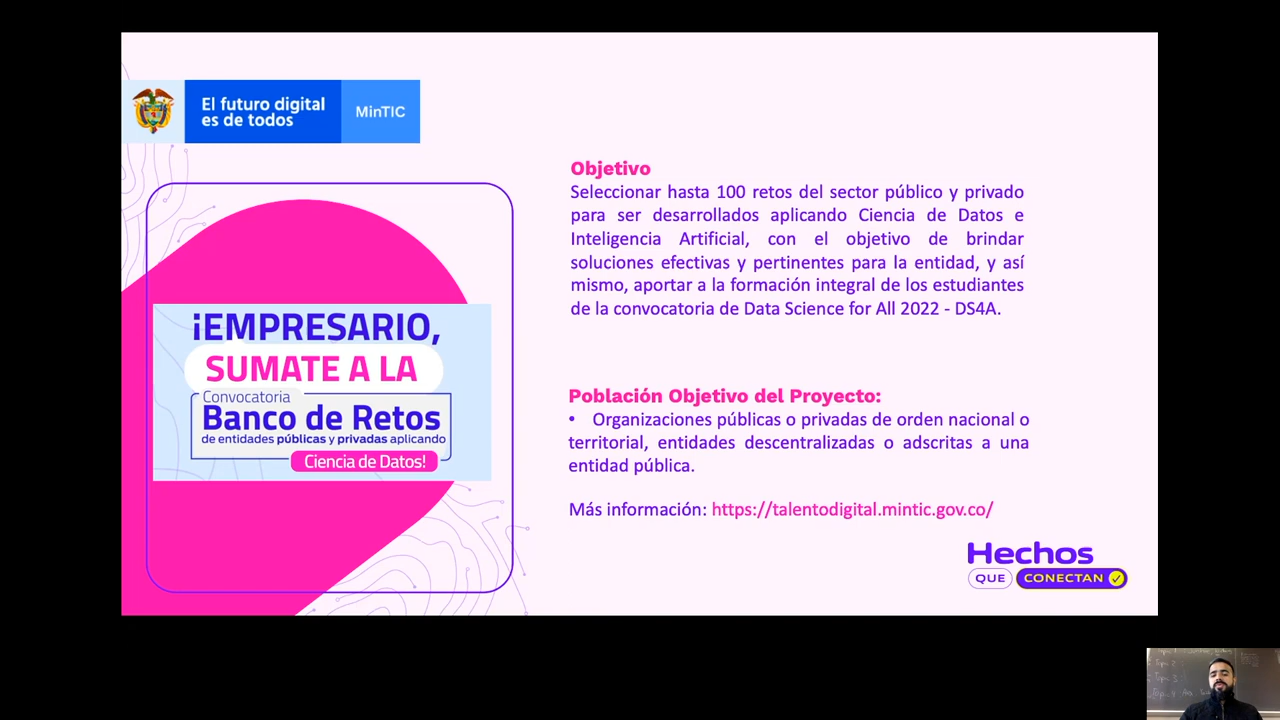 El futuro digital
es de todos
MinTIC
¡EMPRESARIO,
SUMATE A LA
Convocatoria
Banco de Retos
de entidades públicas y privadas aplicando
Ciencia de Datos!
Objetivo
Seleccionar hasta 100 retos del sector público y privado
para ser desarrollados aplicando Ciencia de Datos e
Inteligencia Artificial, con el objetivo de brindar
soluciones efectivas y pertinentes para la entidad, y así
mismo, aportar a la formación integral de los estudiantes
de la convocatoria de Data Science for All 2022 - DS4A.
Población Objetivo del Proyecto:
• Organizaciones públicas o privadas de orden nacional o
territorial, entidades descentralizadas o adscritas a una
entidad pública.
Más información: https://talentodigital.mintic.gov.co/
Hechos
QUE CONECTAN